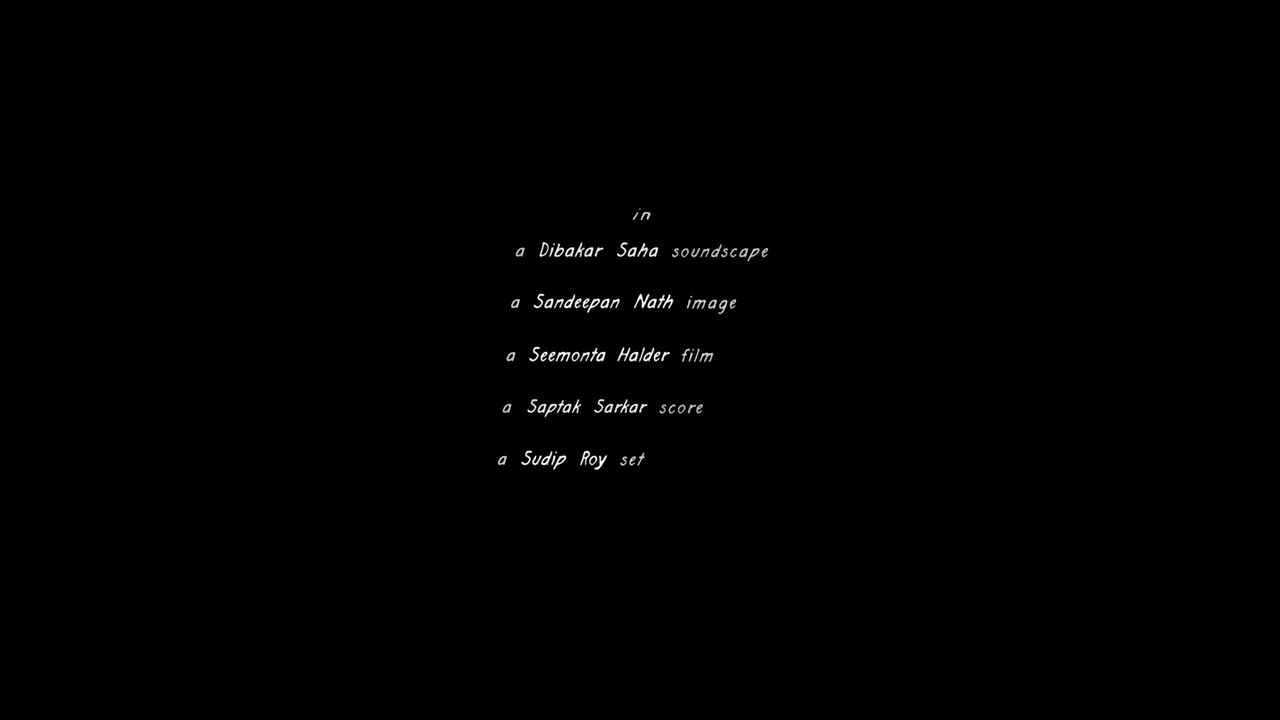 in
a Dibakar Saha soundscape
a Sandeepan Nath image
a Seemonta Halder film
a Saptak Sarkar score
a Sudip Roy set